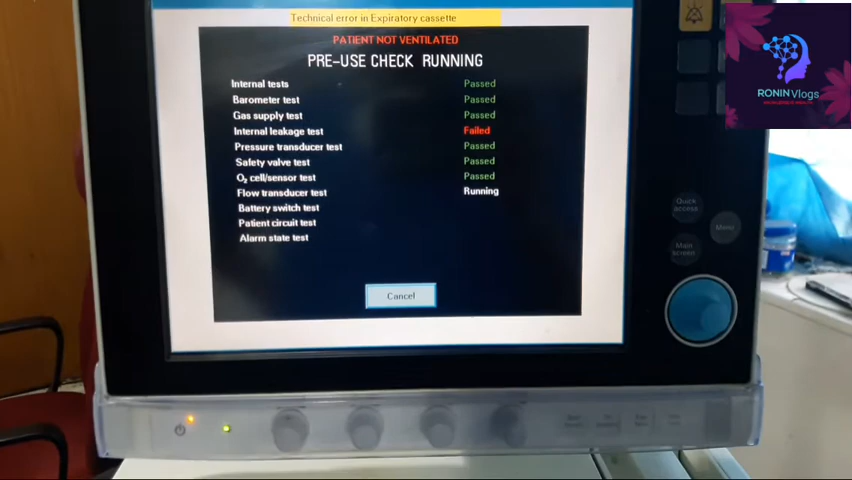 Technical error in Expiratory cassette
PATIENT NOT VENTILATED
PRE-USE CHECK RUNNING
Internal tests Passed
Barometer test Passed
Gas supply test Passed
Internal leakage test Failed
Pressure transducer test Passed
Safety valve test Passed
O₂ cell/sensor test Passed
Flow transducer test Running
Battery switch test
Patient circuit test
Alarm state test
Cancel
Quick access
Menu
Main screen
RONIN Vlogs